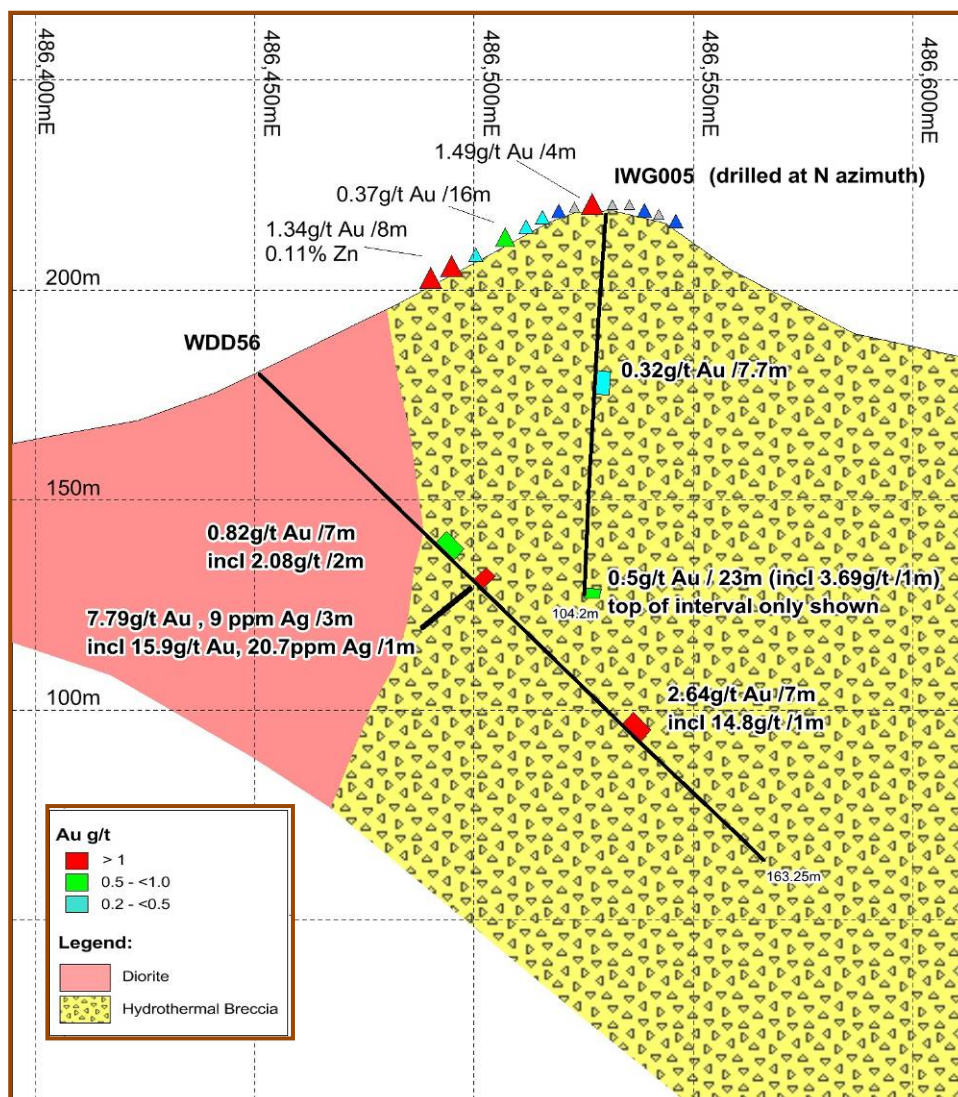 486,400mE
486,450mE
486,500mE
486,550mE
486,600mE
1.49g/t Au /4m
IWG005 (drilled at N azimuth)
0.37g/t Au /16m
1.34g/t Au /8m
0.11% Zn
200m
WDD56
0.32g/t Au /7.7m
150m
0.82g/t Au /7m
incl 2.08g/t /2m
0.5g/t Au / 23m (incl 3.69g/t /1m)
top of interval only shown
104.2m
7.79g/t Au , 9 ppm Ag /3m
incl 15.9g/t Au, 20.7ppm Ag /1m
2.64g/t Au /7m
incl 14.8g/t /1m
100m
163.25m
Au g/t
> 1
0.5 - <1.0
0.2 - <0.5
Legend:
Diorite
Hydrothermal Breccia